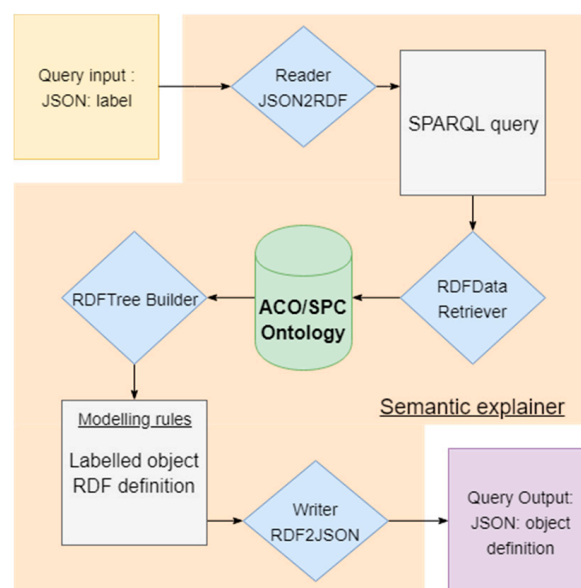 Query input :
JSON: label
Reader
JSON2RDF
SPARQL query
RDFData
Retriever
ACO/SPC
Ontology
RDFTree Builder
Semantic explainer
Modelling rules
Labelled object
RDF definition
Writer
RDF2JSON
Query Output:
JSON: object
definition